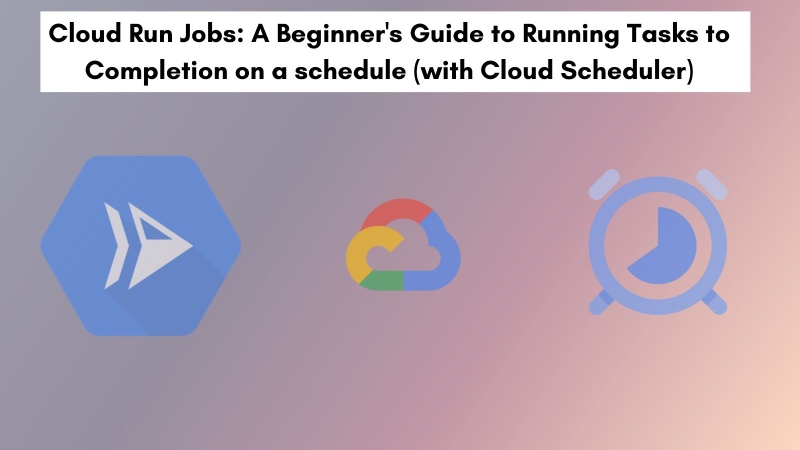 Cloud Run Jobs: A Beginner's Guide to Running Tasks to
Completion on a schedule (with Cloud Scheduler)